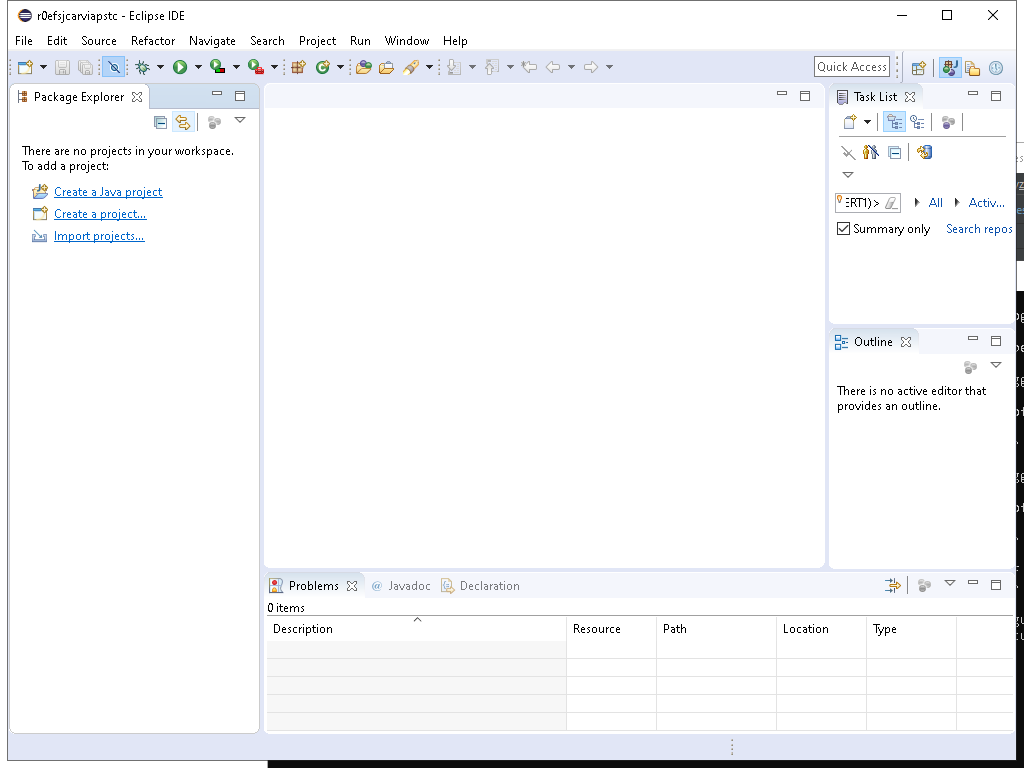 r0efsjcarviapstc - Eclipse IDE
File Edit Source Refactor Navigate Search Project Run Window Help
Quick Access
Package Explorer
There are no projects in your workspace.
To add a project:
Create a Java project
Create a project...
Import projects...
Task List
ERT1)> All Activ...
Summary only Search repos
Outline
There is no active editor that
provides an outline.
Problems @ Javadoc Declaration
0 items
Description Resource Path Location Type